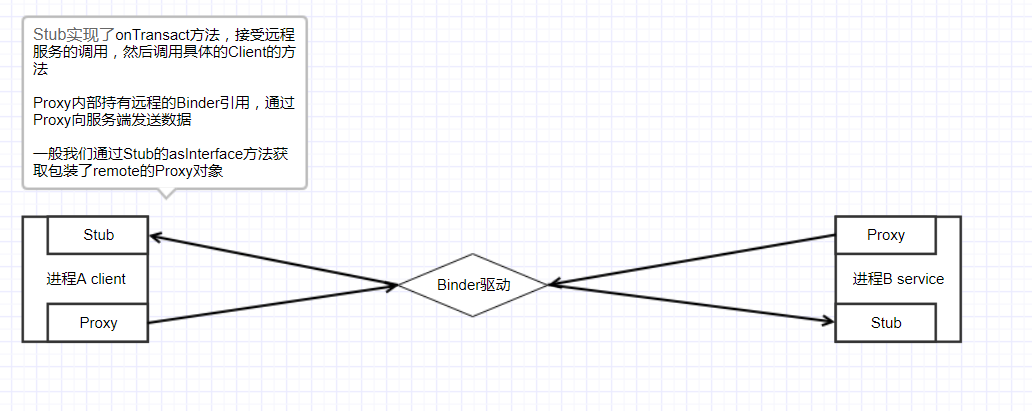 Stub实现了onTransact方法，接受远程
服务的调用，然后调用具体的Client的方
法
Proxy内部持有远程的Binder引用，通过
Proxy向服务端发送数据
一般我们通过Stub的asInterface方法获
取包装了remote的Proxy对象
Stub
Proxy
进程A client
Binder驱动
进程B service
Proxy
Stub